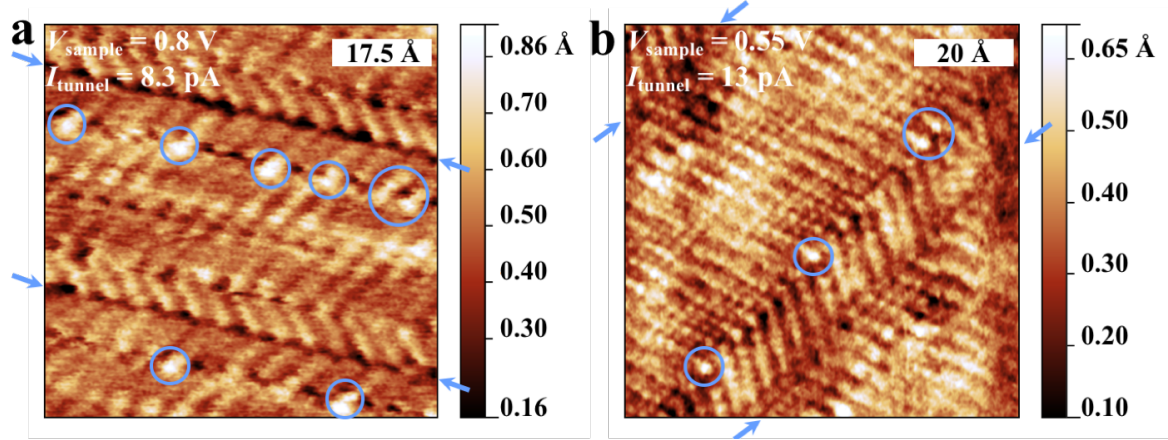 a
V_sample = 0.8 V
I_tunnel = 8.3 pA
17.5 Å
0.86 Å
0.70
0.60
0.50
0.40
0.30
0.16
b
V_sample = 0.55 V
I_tunnel = 13 pA
20 Å
0.65 Å
0.50
0.40
0.30
0.20
0.10